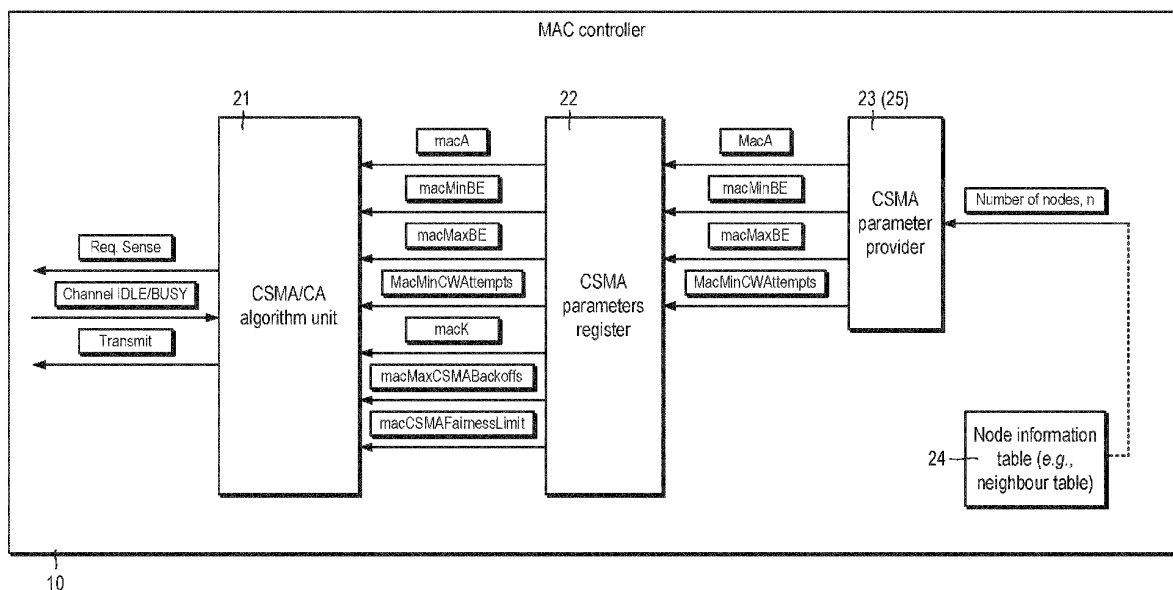 MAC controller
21
22
23 (25)
macA
MacA
macMinBE
macMinBE
macMaxBE
macMaxBE
MacMinCWAttempts
MacMinCWAttempts
macK
macMaxCSMABackoffs
macCSMAFairnessLimit
Req. Sense
Channel IDLE/BUSY
Transmit
CSMA/CA
algorithm unit
CSMA
parameters
register
CSMA
parameter
provider
Number of nodes, n
24
Node information
table (e.g.,
neighbour table)
10